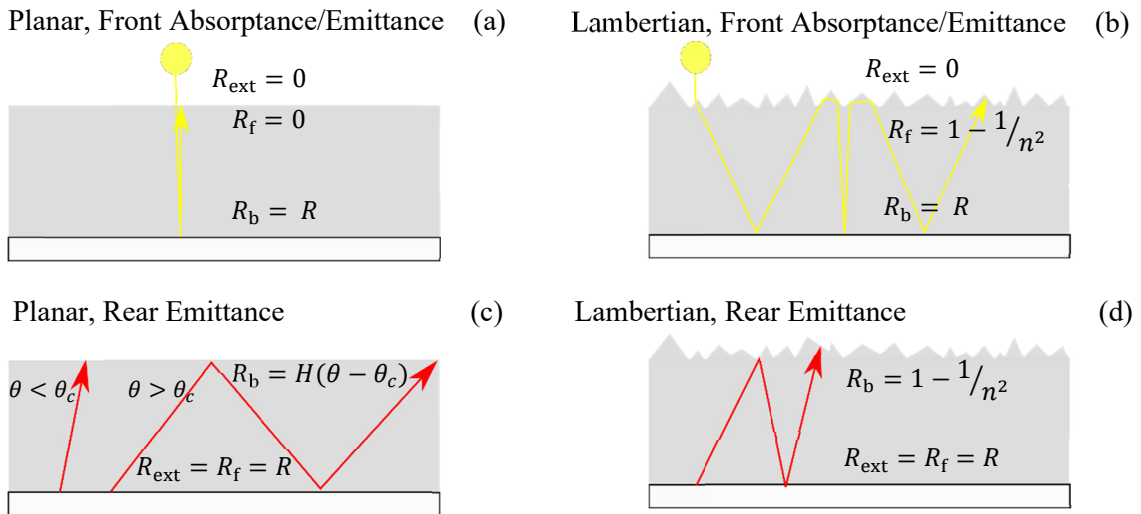 Planar, Front Absorptance/Emittance (a)
R_ext = 0
R_f = 0
R_b = R
Lambertian, Front Absorptance/Emittance (b)
R_ext = 0
R_f = 1 − 1/n²
R_b = R
Planar, Rear Emittance (c)
θ < θ_c θ > θ_c R_b = H(θ − θ_c)
R_ext = R_f = R
Lambertian, Rear Emittance (d)
R_b = 1 − 1/n²
R_ext = R_f = R